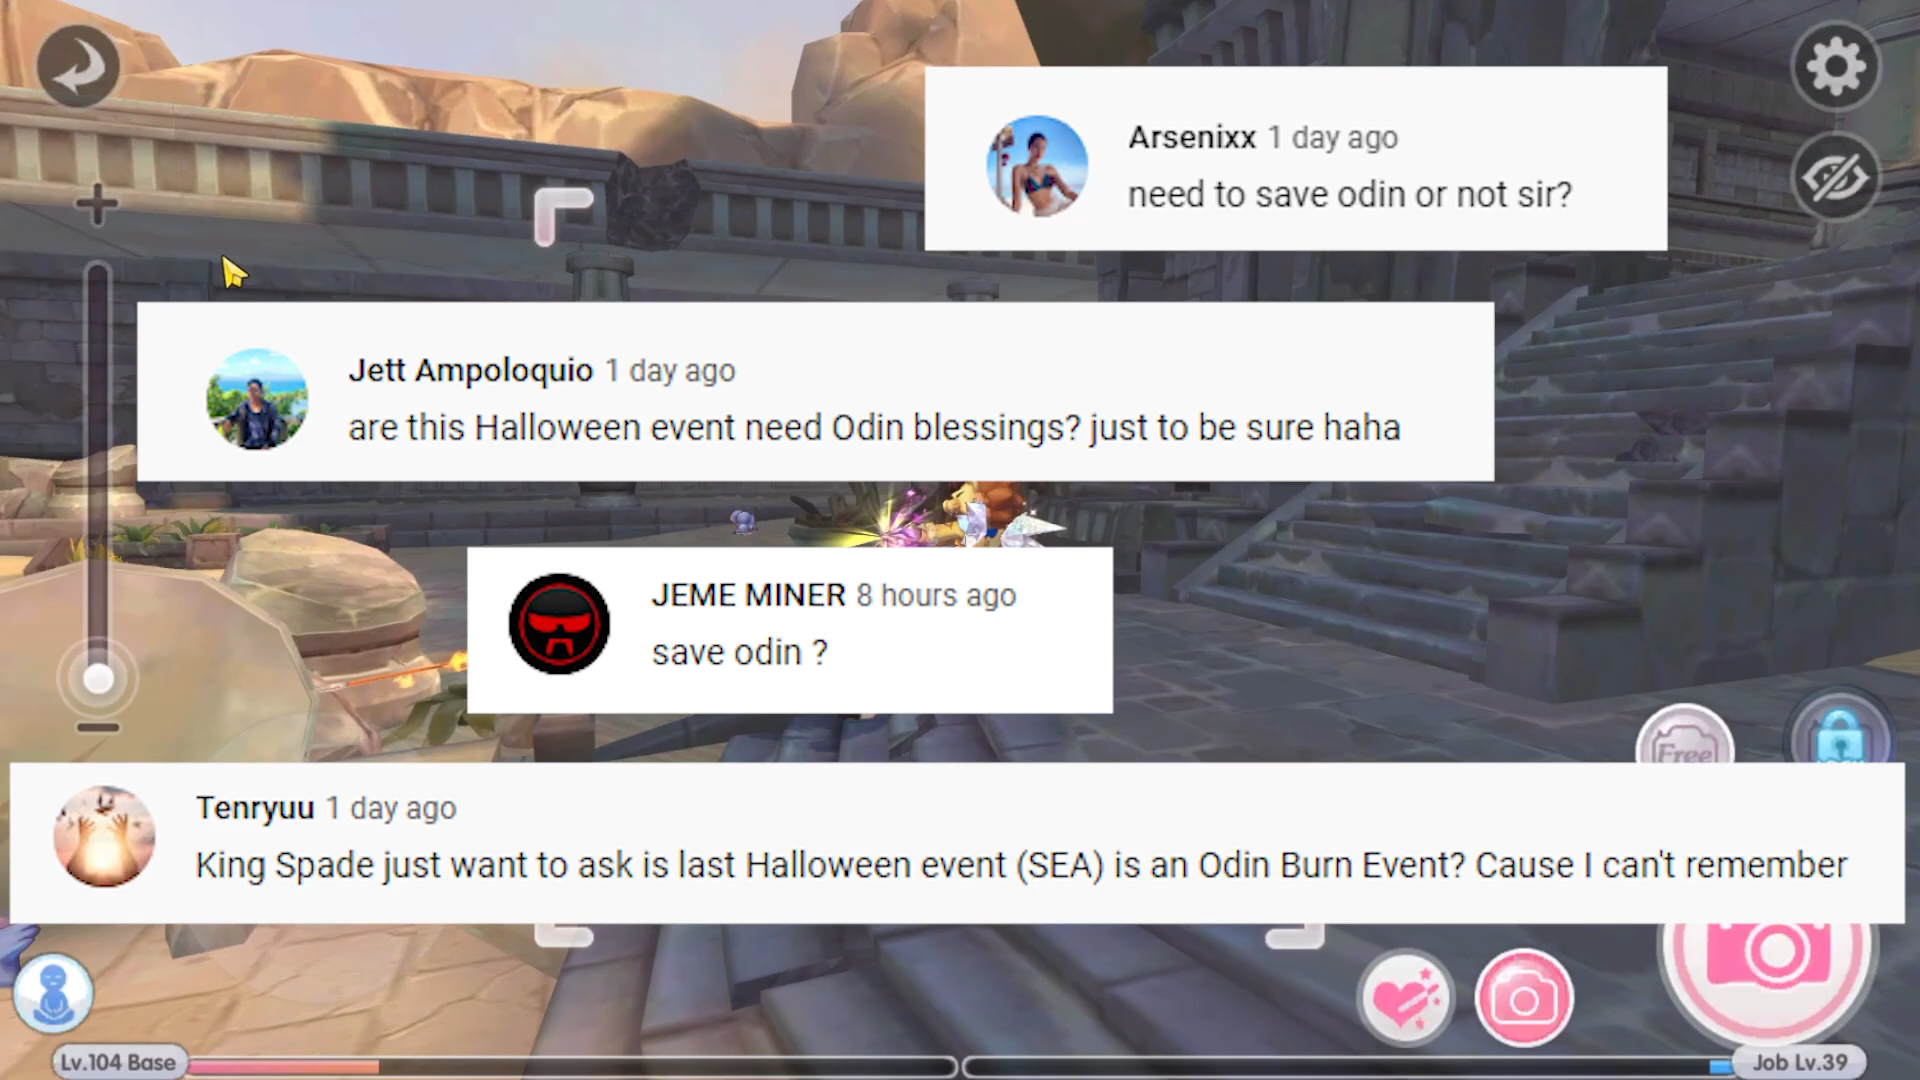 Arsenixx 1 day ago
need to save odin or not sir?
Jett Ampoloquio 1 day ago
are this Halloween event need Odin blessings? just to be sure haha
JEME MINER 8 hours ago
save odin ?
Free
Tenryuu 1 day ago
King Spade just want to ask is last Halloween event (SEA) is an Odin Burn Event? Cause I can't remember
Lv.104 Base
Job Lv.39